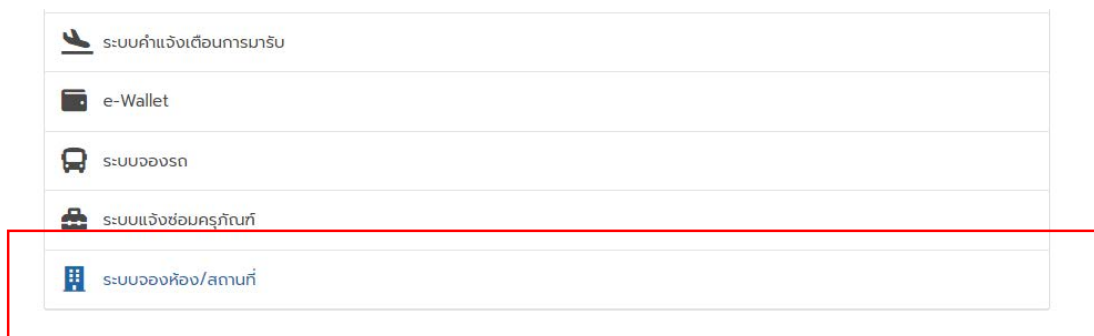 ระบบคำแจ้งเตือนการมารับ
e-Wallet
ระบบจองรถ
ระบบแจ้งซ่อมครุภัณฑ์
ระบบจองห้อง/สถานที่